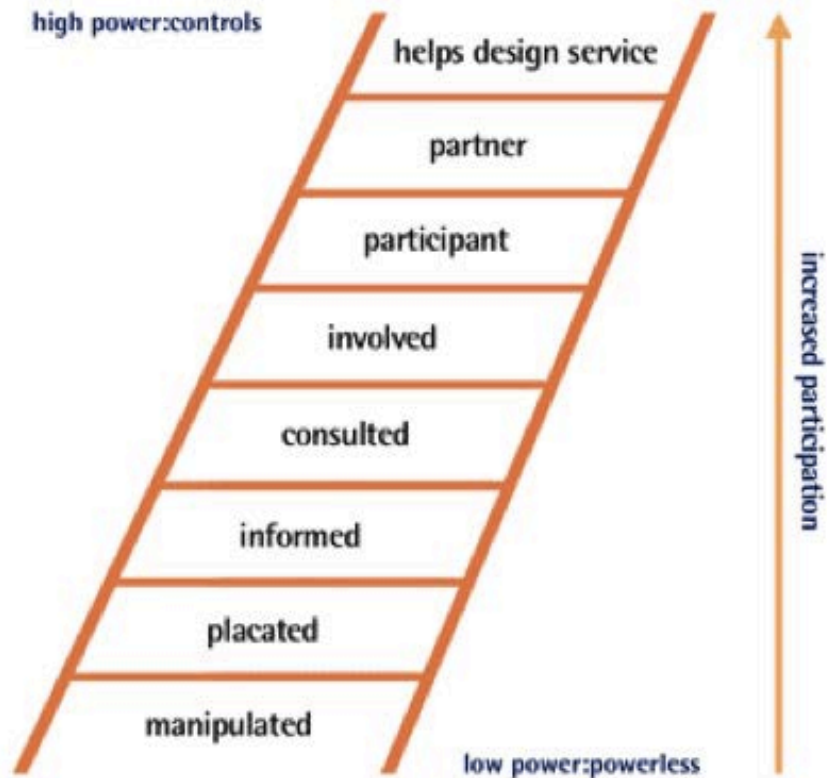 high power:controls
helps design service
partner
participant
involved
consulted
informed
placated
manipulated
low power:powerless
increased participation